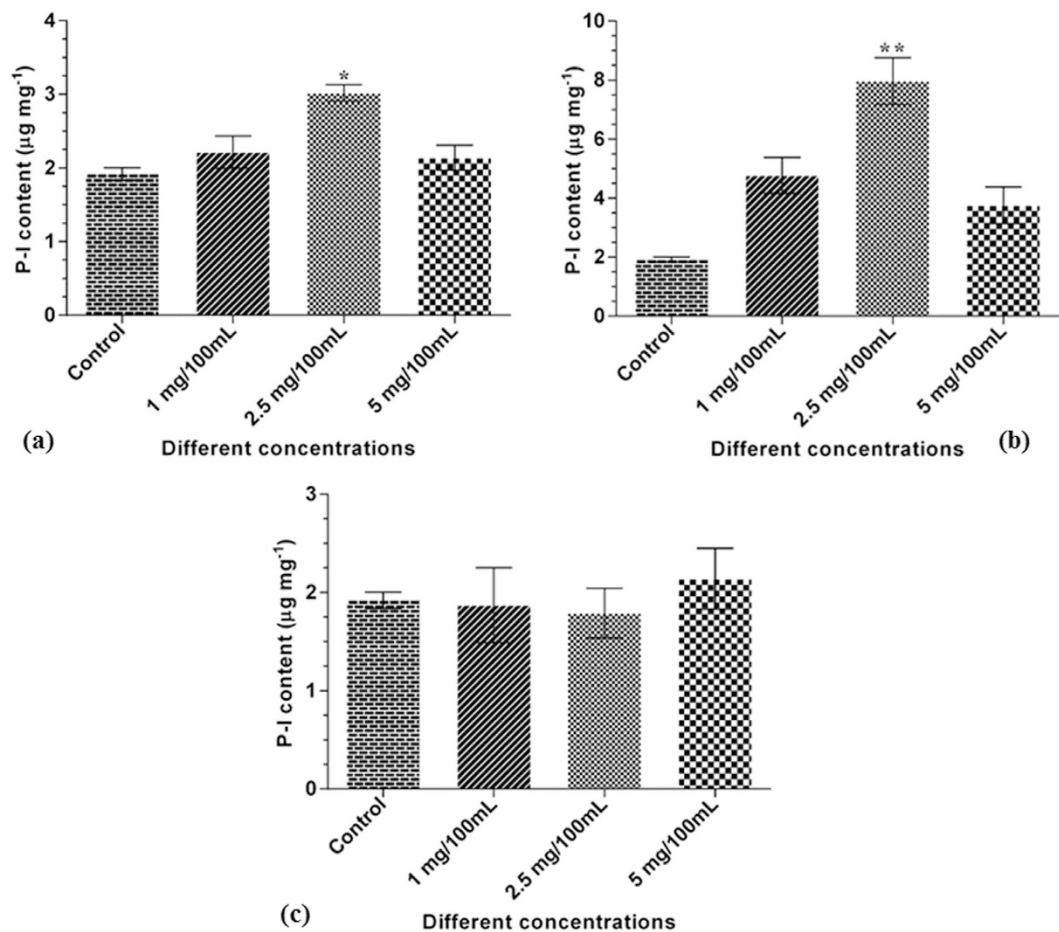 4
3
2
1
0
P-I content (µg mg-1)
*
Control
1 mg/100mL
2.5 mg/100mL
5 mg/100mL
Different concentrations
(a)
10
8
6
4
2
0
P-I content (µg mg-1)
**
Control
1 mg/100mL
2.5 mg/100mL
5 mg/100mL
Different concentrations
(b)
3
2
1
0
P-I content (µg mg-1)
Control
1 mg/100mL
2.5 mg/100mL
5 mg/100mL
Different concentrations
(c)